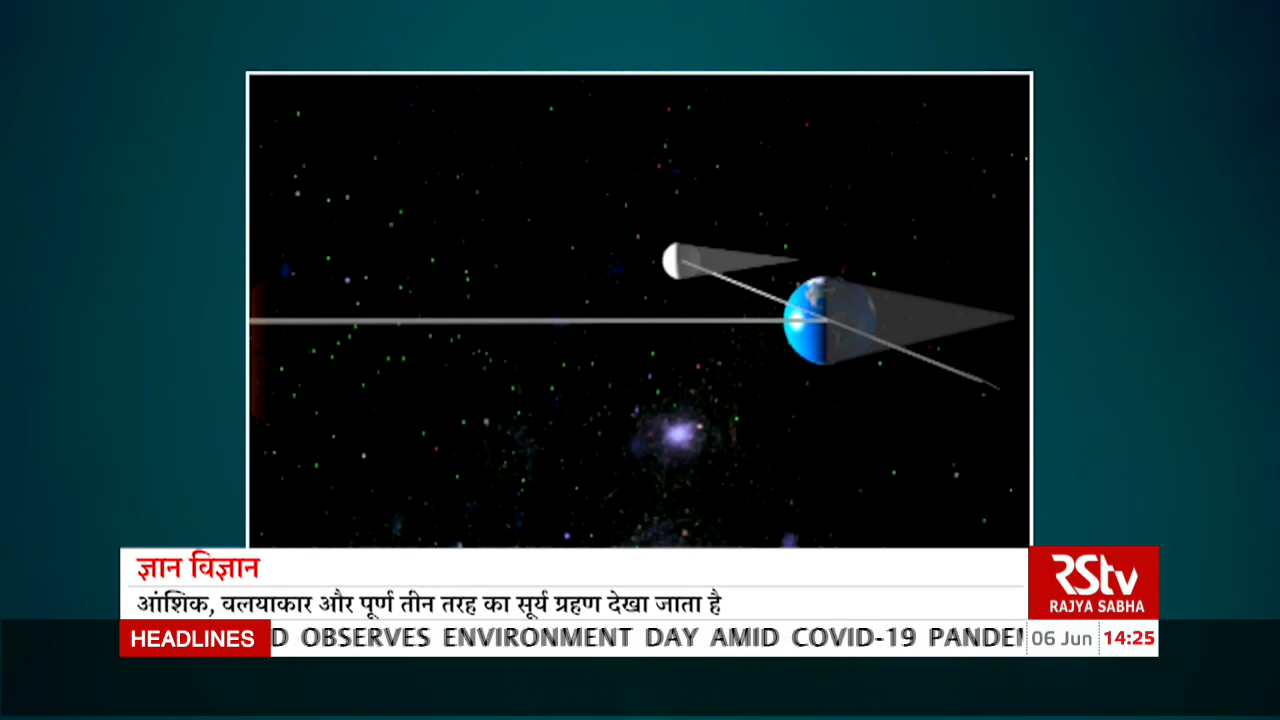 ज्ञान विज्ञान
आंशिक, वलयाकार और पूर्ण तीन तरह का सूर्य ग्रहण देखा जाता है
RSTV
RAJYA SABHA
HEADLINES
D OBSERVES ENVIRONMENT DAY AMID COVID-19
06 Jun
14:25